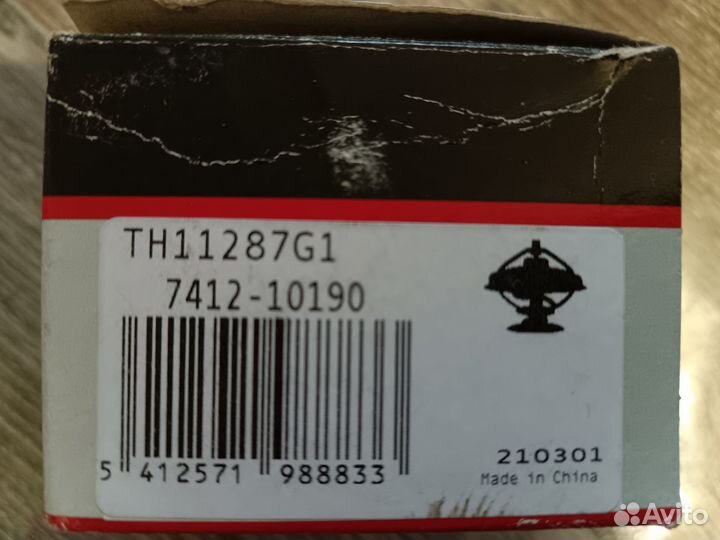 TH11287G1
7412-10190
5 412571 988833
210301
Made in China
Avito